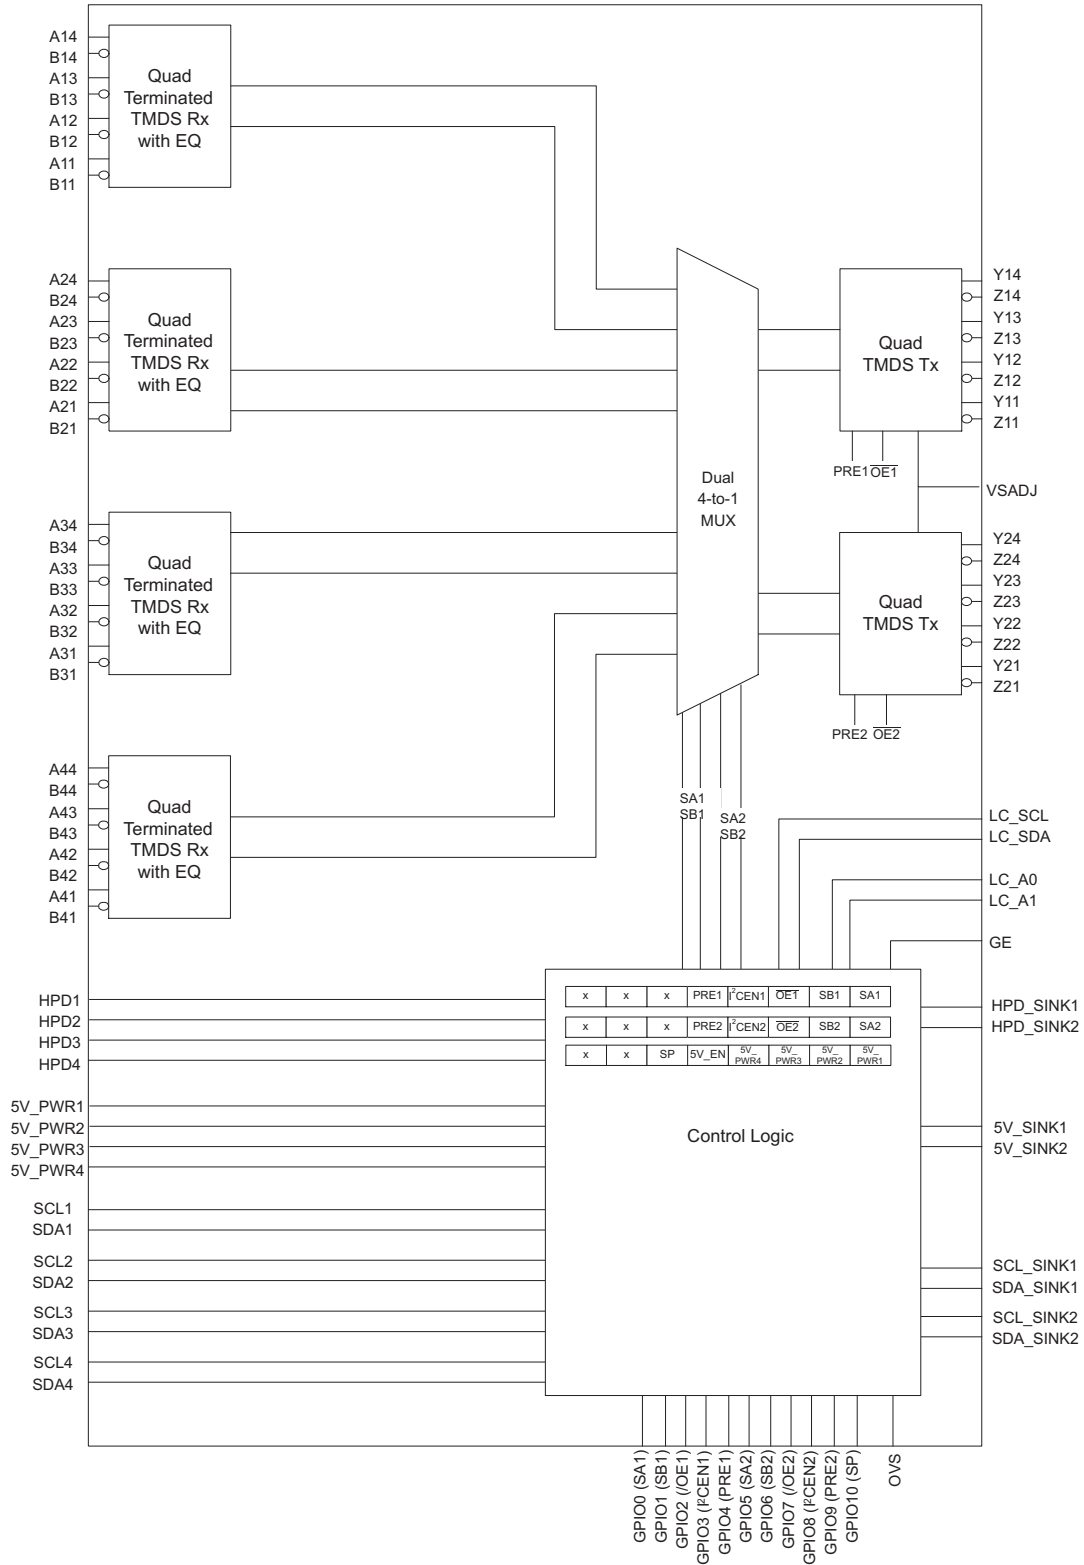 A14
B14
A13
B13
A12
B12
A11
B11
Quad
Terminated
TMDS Rx
with EQ
A24
B24
A23
B23
A22
B22
A21
B21
Quad
Terminated
TMDS Rx
with EQ
A34
B34
A33
B33
A32
B32
A31
B31
Quad
Terminated
TMDS Rx
with EQ
A44
B44
A43
B43
A42
B42
A41
B41
Quad
Terminated
TMDS Rx
with EQ
Dual
4-to-1
MUX
SA1
SB1
SA2
SB2
Quad
TMDS Tx
PRE1 OE1
Y14
Z14
Y13
Z13
Y12
Z12
Y11
Z11
VSADJ
Quad
TMDS Tx
PRE2 OE2
Y24
Z24
Y23
Z23
Y22
Z22
Y21
Z21
LC_SCL
LC_SDA
LC_A0
LC_A1
GE
HPD1
HPD2
HPD3
HPD4
5V_PWR1
5V_PWR2
5V_PWR3
5V_PWR4
SCL1
SDA1
SCL2
SDA2
SCL3
SDA3
SCL4
SDA4
x x x PRE1 I²CEN1 OE1 SB1 SA1
x x x PRE2 I²CEN2 OE2 SB2 SA2
x x SP 5V_EN 5V_PWR4 5V_PWR3 5V_PWR2 5V_PWR1
Control Logic
HPD_SINK1
HPD_SINK2
5V_SINK1
5V_SINK2
SCL_SINK1
SDA_SINK1
SCL_SINK2
SDA_SINK2
GPIO0 (SA1)
GPIO1 (SB1)
GPIO2 (/OE1)
GPIO3 (I²CEN1)
GPIO4 (PRE1)
GPIO5 (SA2)
GPIO6 (SB2)
GPIO7 (/OE2)
GPIO8 (I²CEN2)
GPIO9 (PRE2)
GPIO10 (SP)
OVS